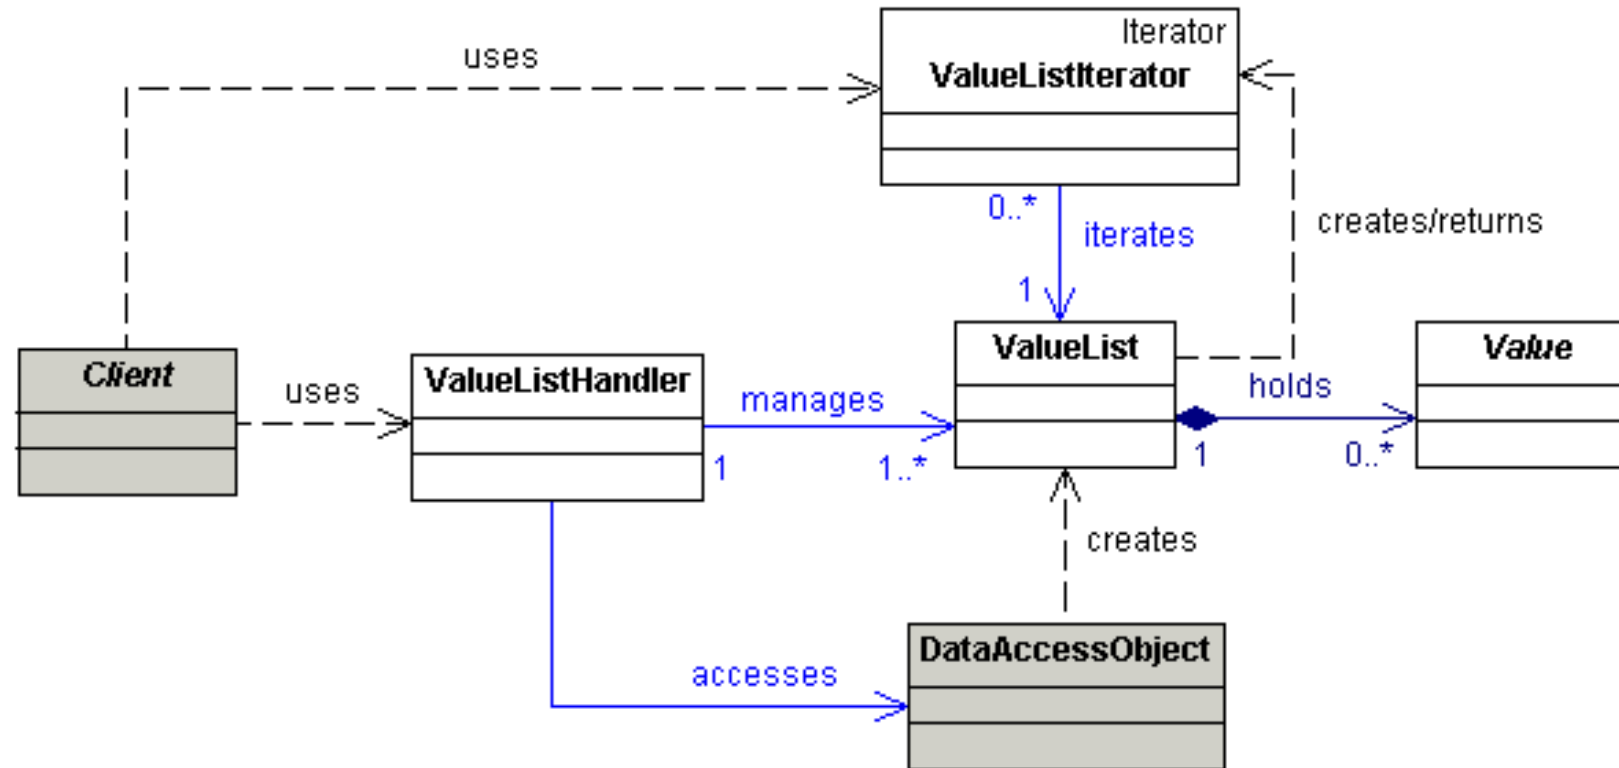 Iterator
ValueListIterator
uses
0..*
iterates
creates/returns
1
Client
uses
ValueListHandler
manages
1
1..*
ValueList
holds
1
0..*
Value
creates
accesses
DataAccessObject